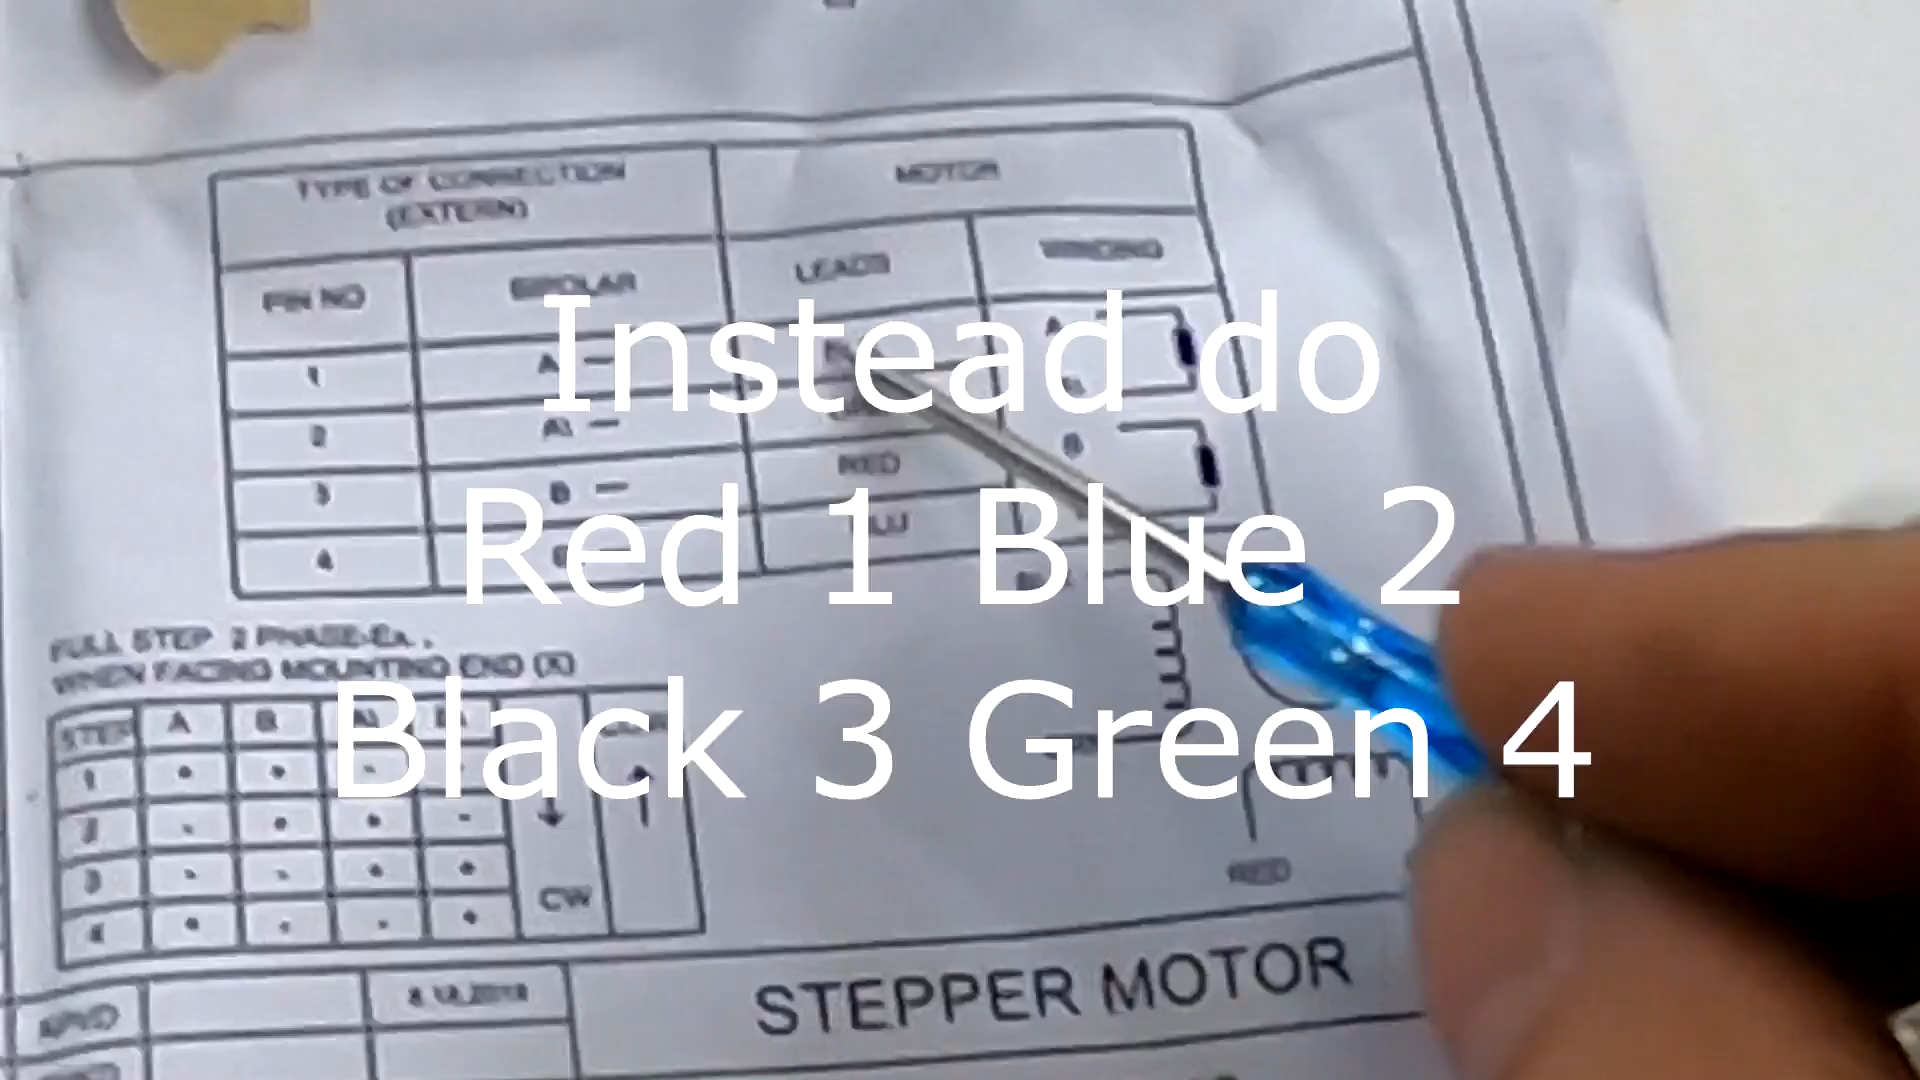 TYPE OF CONNECTION
(EXTERN)
MOTOR
PIN NO
BIPOLAR
LEADS
WINDING
1
A
A
2
A\
3
B
RED
B
4
BLU
Instead do
Red 1 Blue 2
Black 3 Green 4
FULL STEP 2 PHASE-Ex.,
WHEN FACING MOUNTING END (X)
STEP A B A\
1
2
3
4
CW
RED
STEPPER MOTOR
APVD